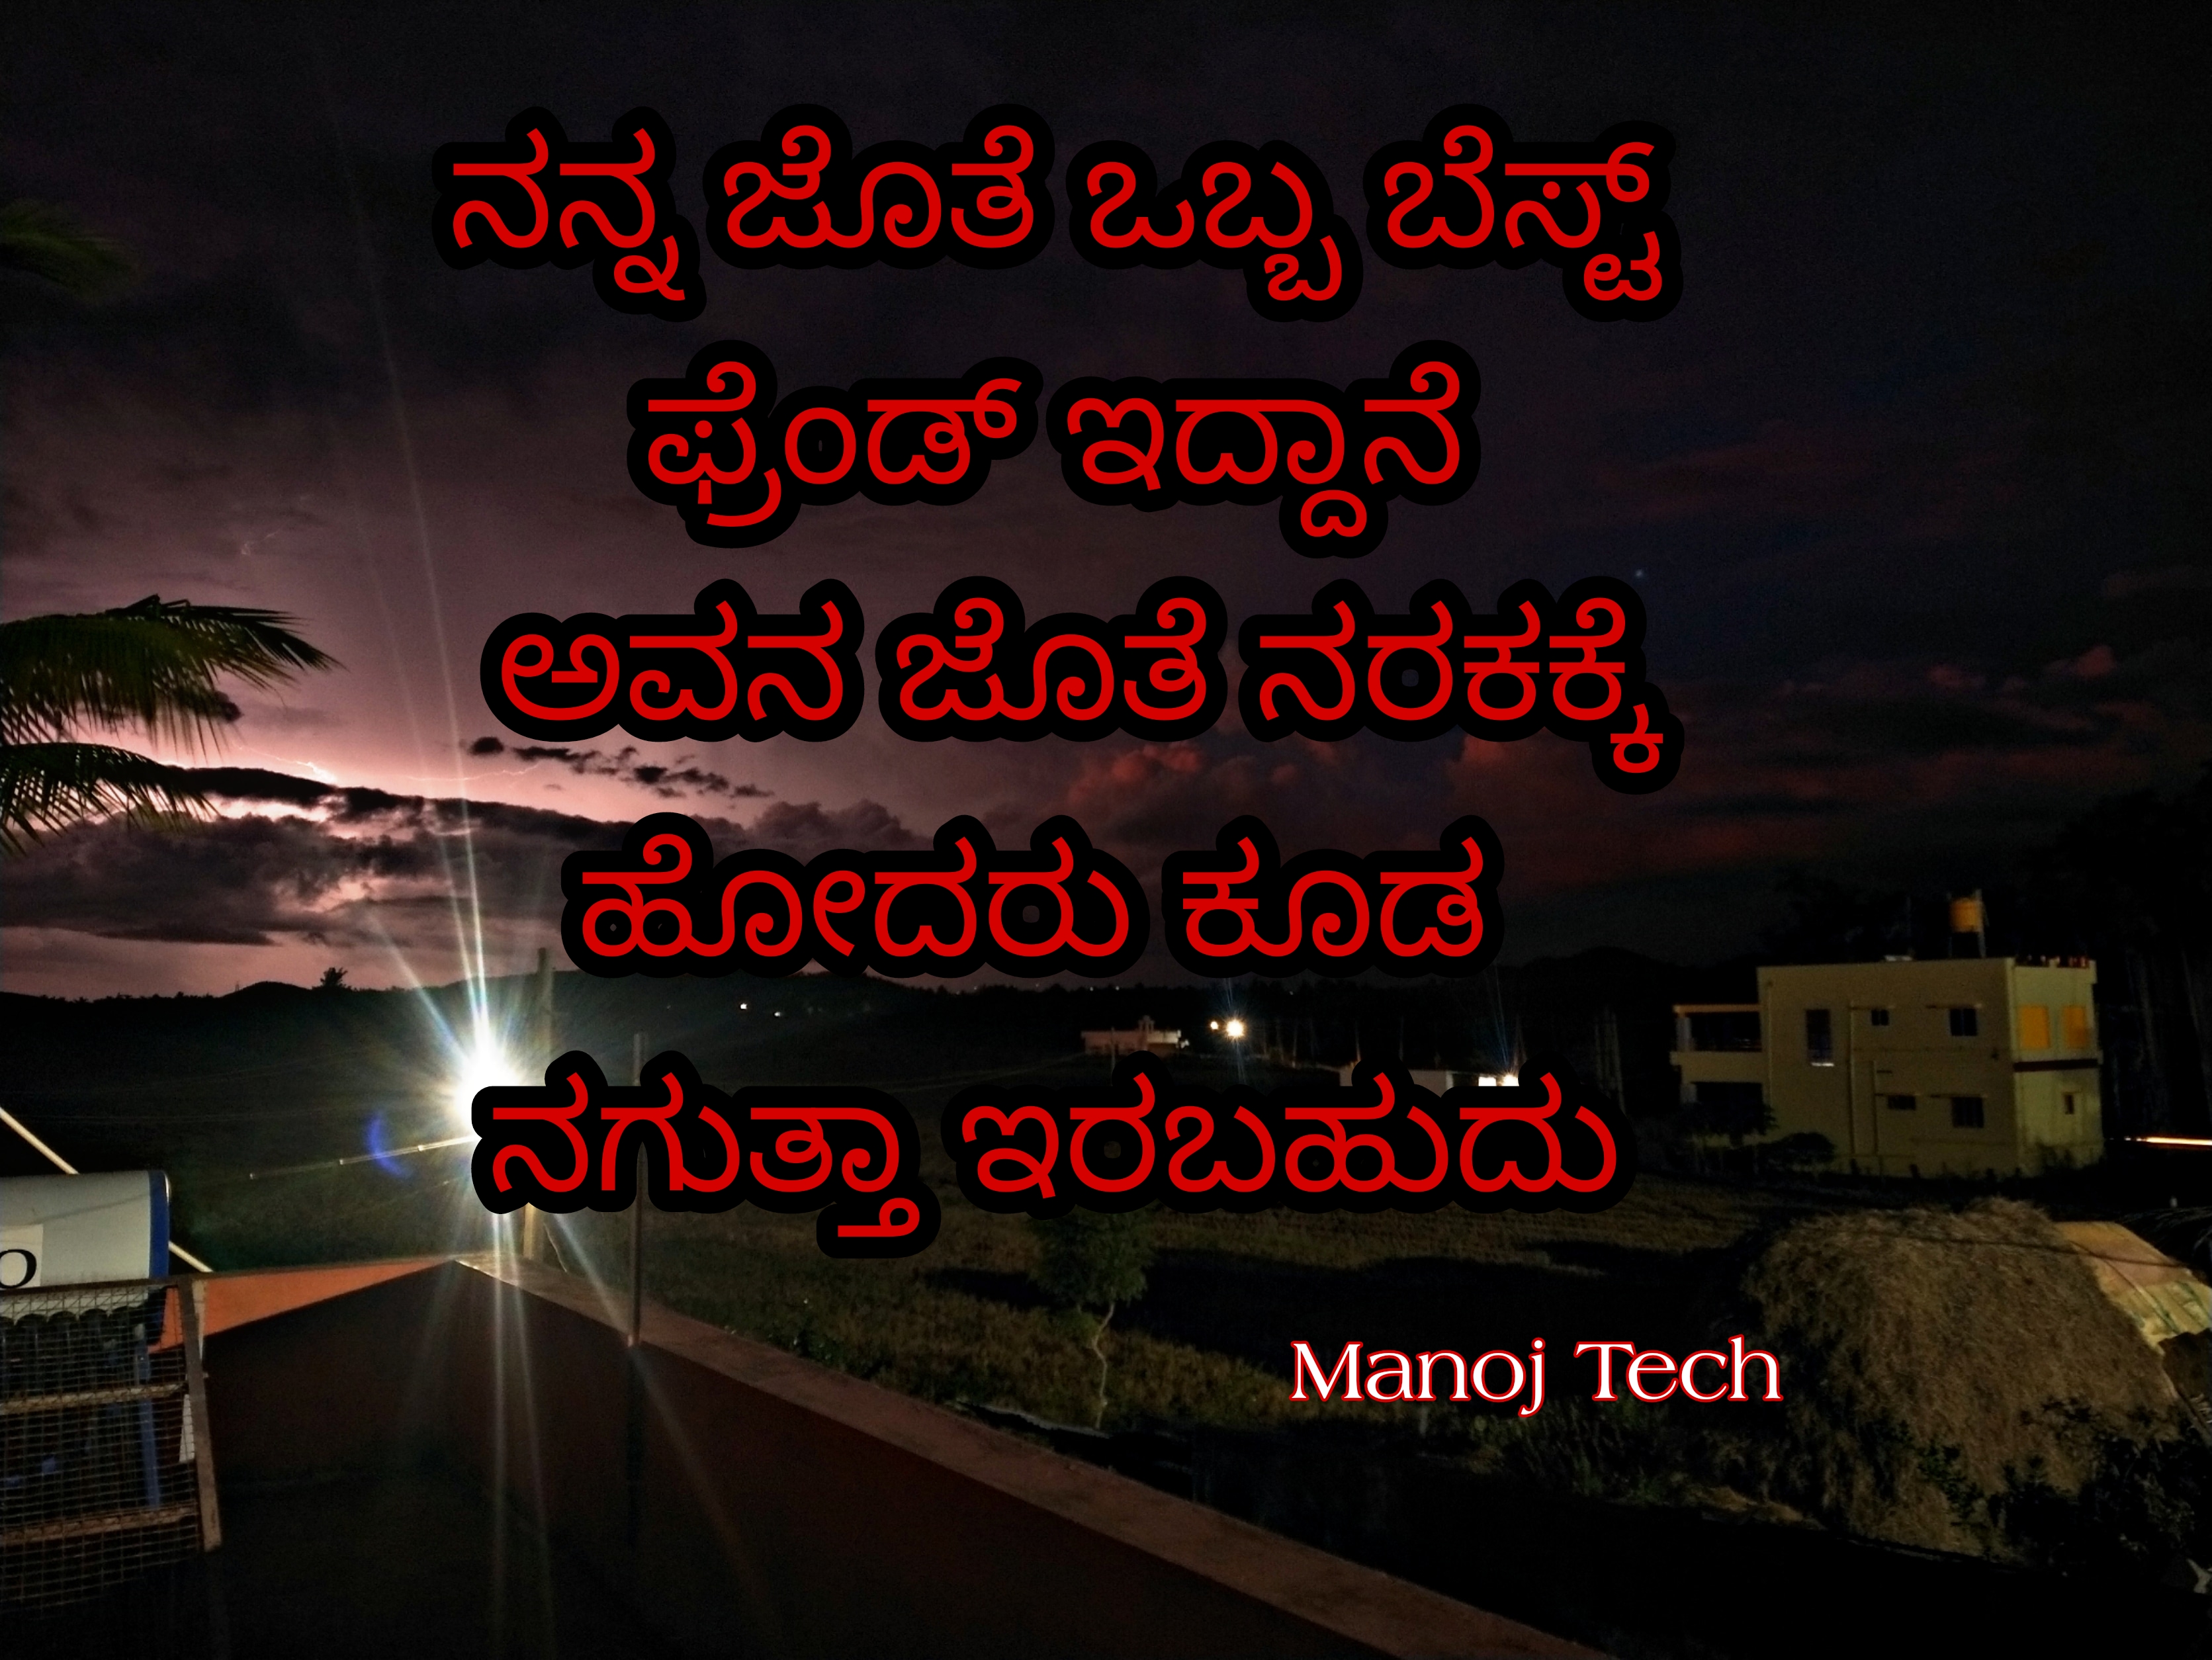 ನನ್ನ ಜೊತೆ ಒಬ್ಬ ಬೆಸ್ಟ್
ಫ್ರೆಂಡ್ ಇದ್ದಾನೆ
ಅವನ ಜೊತೆ ನರಕಕ್ಕೆ
ಹೋದರು ಕೂಡ
ನಗುತ್ತಾ ಇರಬಹುದು
Manoj Tech